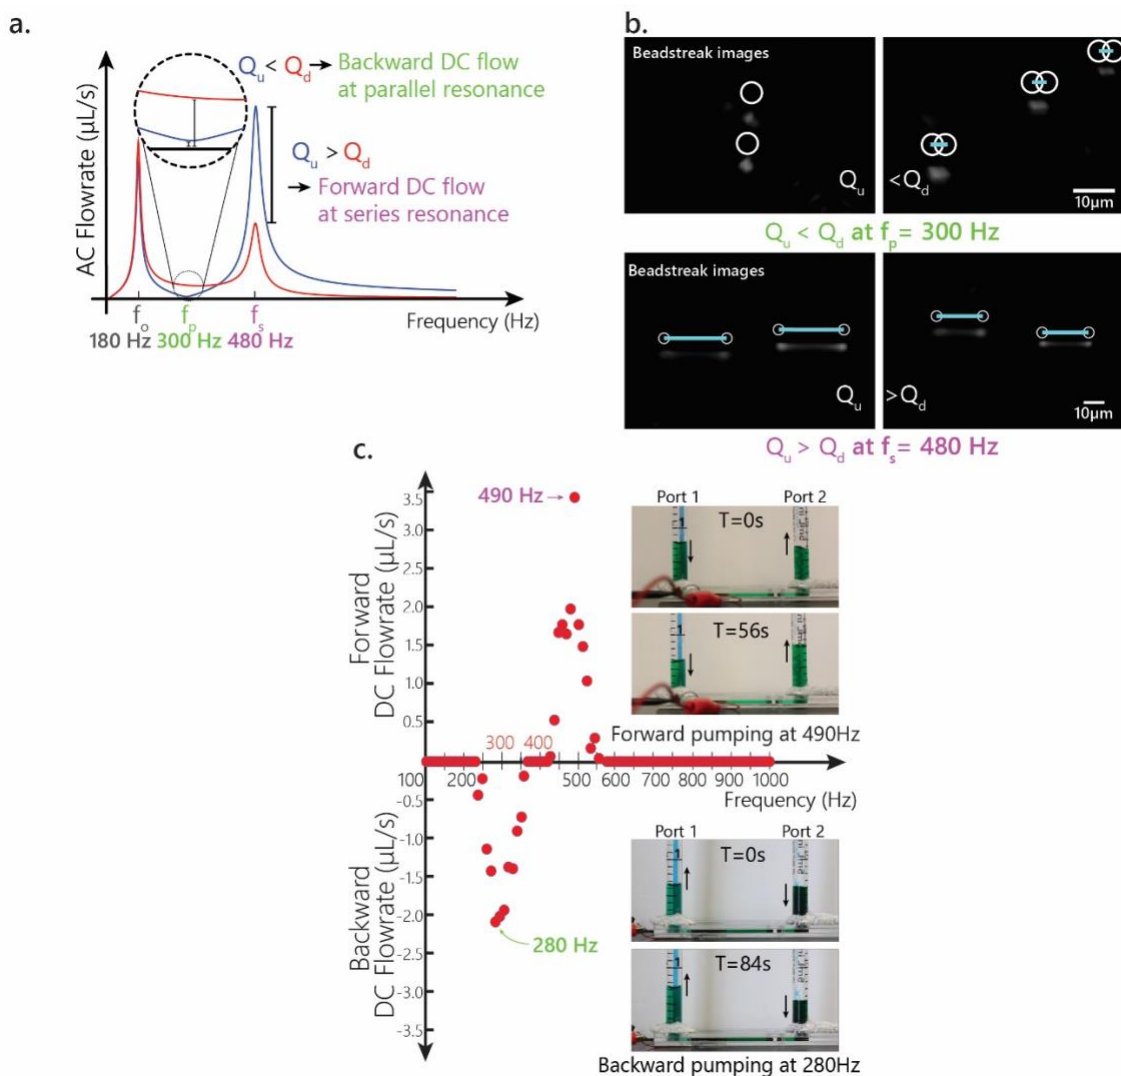 a.
Q_u < Q_d → Backward DC flow
at parallel resonance
Q_u > Q_d
→ Forward DC flow
at series resonance
AC Flowrate (µL/s)
Frequency (Hz)
f_o f_p f_s
180 Hz 300 Hz 480 Hz
b.
Beadstreak images
Q_u < Q_d
10µm
Q_u < Q_d at f_p = 300 Hz
Beadstreak images
Q_u > Q_d
10µm
Q_u > Q_d at f_s = 480 Hz
c.
Forward
DC Flowrate (µL/s)
3.5
3.0
2.5
2.0
1.5
1.0
0.5
490 Hz
300 400
100 200 500 600 700 800 900 1000
Frequency (Hz)
Backward
DC Flowrate (µL/s)
-0.5
-1.0
-1.5
-2.0
-2.5
-3.0
-3.5
280 Hz
Port 1 Port 2
T=0s
1
T=56s
1
Forward pumping at 490Hz
Port 1 Port 2
T=0s
1
T=84s
1
Backward pumping at 280Hz